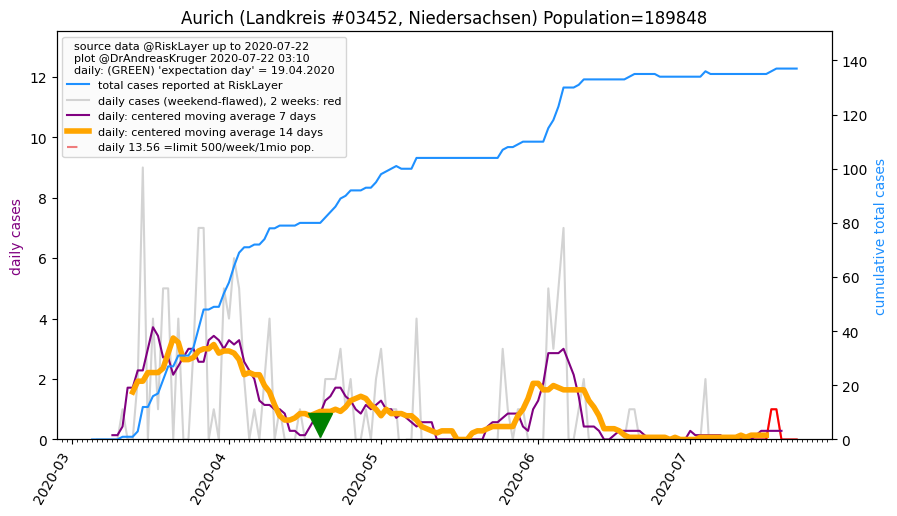 Aurich (Landkreis #03452, Niedersachsen) Population=189848
source data @RiskLayer up to 2020-07-22
plot @DrAndreasKruger 2020-07-22 03:10
daily: (GREEN) 'expectation day' = 19.04.2020
total cases reported at RiskLayer
daily cases (weekend-flawed), 2 weeks: red
daily: centered moving average 7 days
daily: centered moving average 14 days
daily 13.56 =limit 500/week/1mio pop.
daily cases
0
2
4
6
8
10
12
cumulative total cases
0
20
40
60
80
100
120
140
2020-03
2020-04
2020-05
2020-06
2020-07